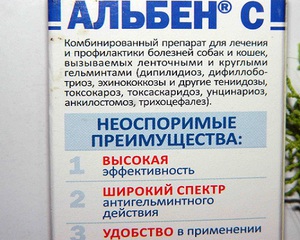 АЛЬБЕН® С
Комбинированный препарат для лечения
и профилактики болезней собак и кошек,
вызываемых ленточными и круглыми
гельминтами (дипилидиоз, дифиллобо-
триоз, эхинококкозы и другие тениидозы,
токсокароз, токсаскаридоз, унцинариоз,
анкилостомоз, трихоцефалез).
НЕОСПОРИМЫЕ
ПРЕИМУЩЕСТВА:
1 ВЫСОКАЯ
эффективность
2 ШИРОКИЙ СПЕКТР
антигельминтного
действия
3 УДОБСТВО в применении